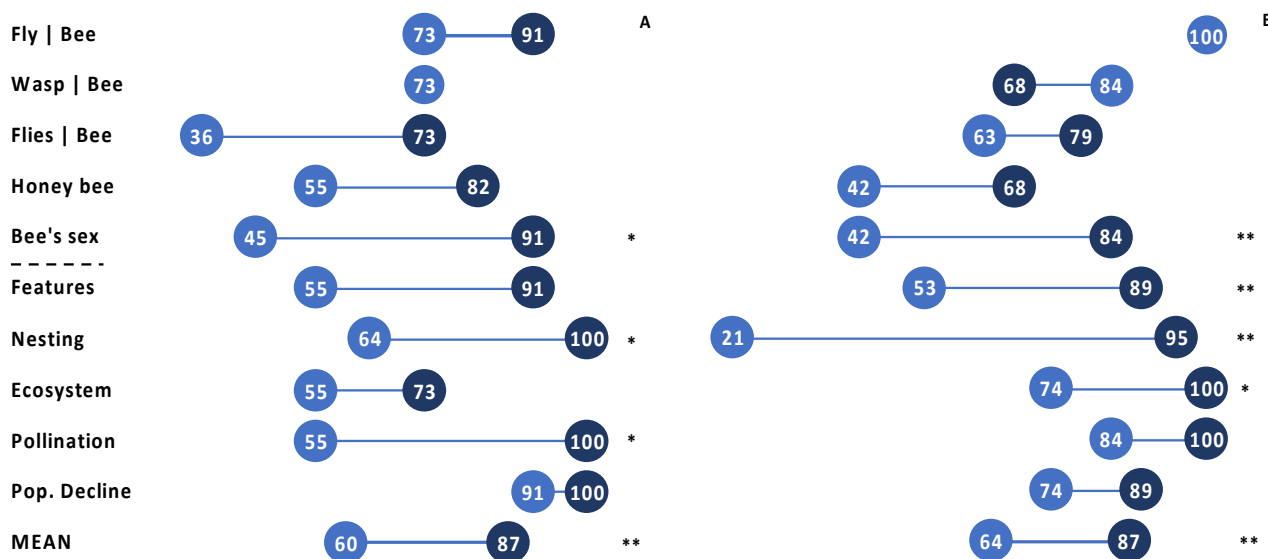 A B
Fly | Bee 73 91 100
Wasp | Bee 73 68 84
Flies | Bee 36 73 63 79
Honey bee 55 82 42 68
Bee's sex 45 91 * 42 84 **
Features 55 91 53 89 **
Nesting 64 100 * 21 95 **
Ecosystem 55 73 74 100 *
Pollination 55 100 * 84 100
Pop. Decline 91 100 74 89
MEAN 60 87 ** 64 87 **